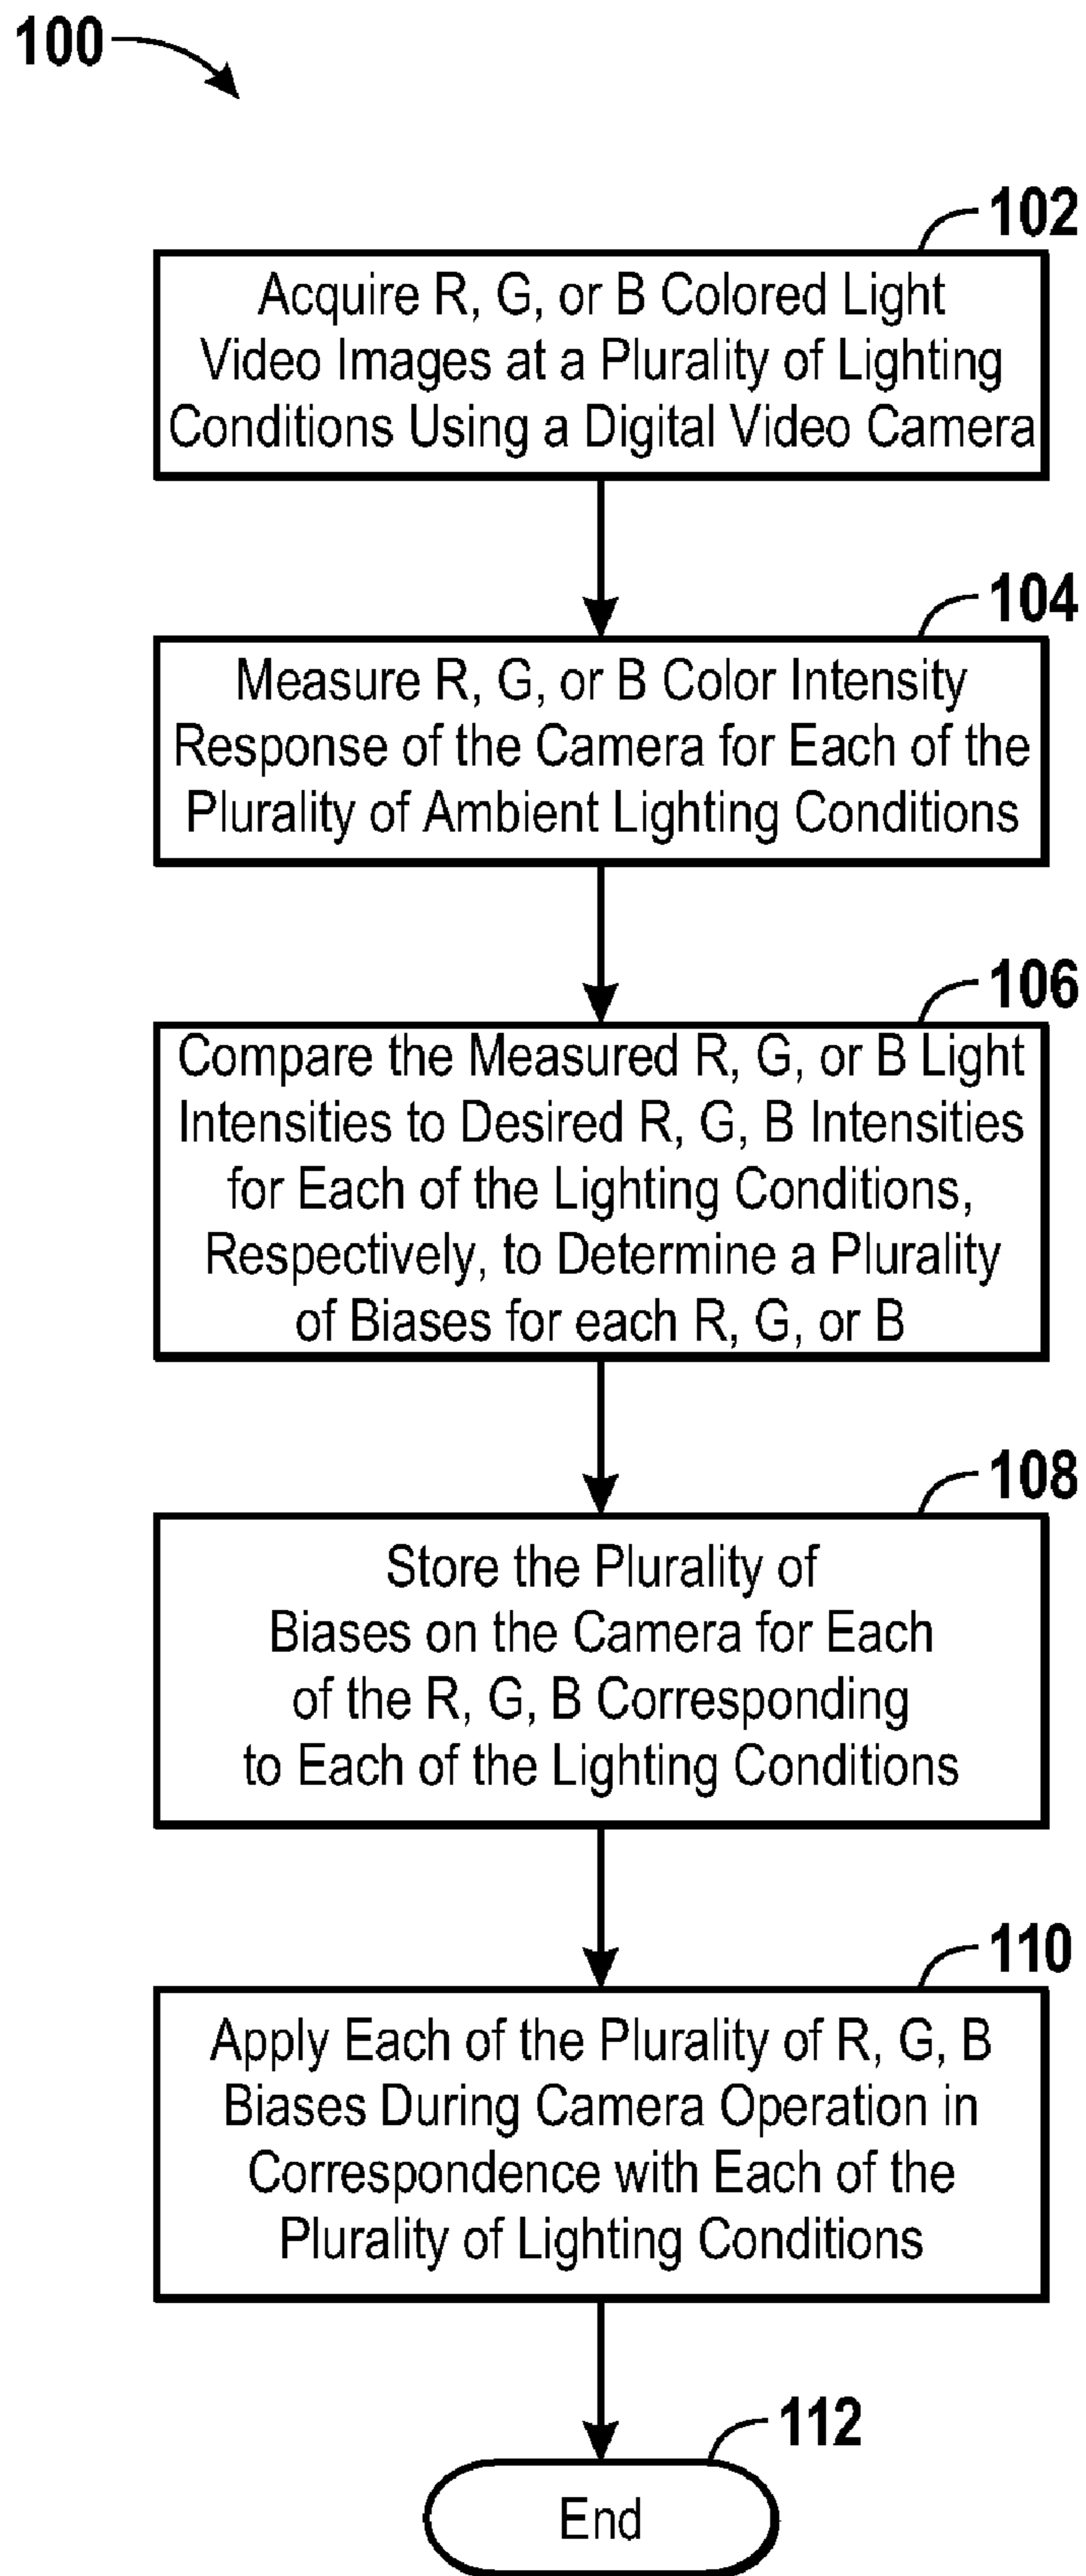 100
102
Acquire R, G, or B Colored Light
Video Images at a Plurality of Lighting
Conditions Using a Digital Video Camera
104
Measure R, G, or B Color Intensity
Response of the Camera for Each of the
Plurality of Ambient Lighting Conditions
106
Compare the Measured R, G, or B Light
Intensities to Desired R, G, B Intensities
for Each of the Lighting Conditions,
Respectively, to Determine a Plurality
of Biases for each R, G, or B
108
Store the Plurality of
Biases on the Camera for Each
of the R, G, B Corresponding
to Each of the Lighting Conditions
110
Apply Each of the Plurality of R, G, B
Biases During Camera Operation in
Correspondence with Each of the
Plurality of Lighting Conditions
112
End